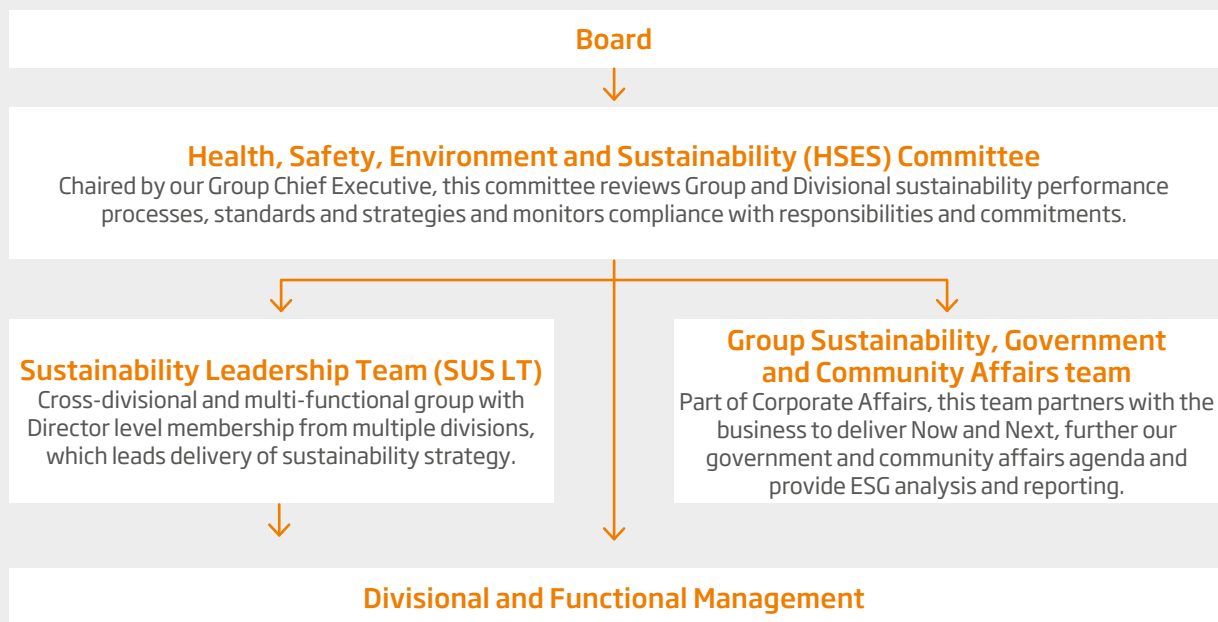 Board
Health, Safety, Environment and Sustainability (HSES) Committee
Chaired by our Group Chief Executive, this committee reviews Group and Divisional sustainability performance
processes, standards and strategies and monitors compliance with responsibilities and commitments.
Sustainability Leadership Team (SUS LT)
Cross-divisional and multi-functional group with
Director level membership from multiple divisions,
which leads delivery of sustainability strategy.
Group Sustainability, Government
and Community Affairs team
Part of Corporate Affairs, this team partners with the
business to deliver Now and Next, further our
government and community affairs agenda and
provide ESG analysis and reporting.
Divisional and Functional Management